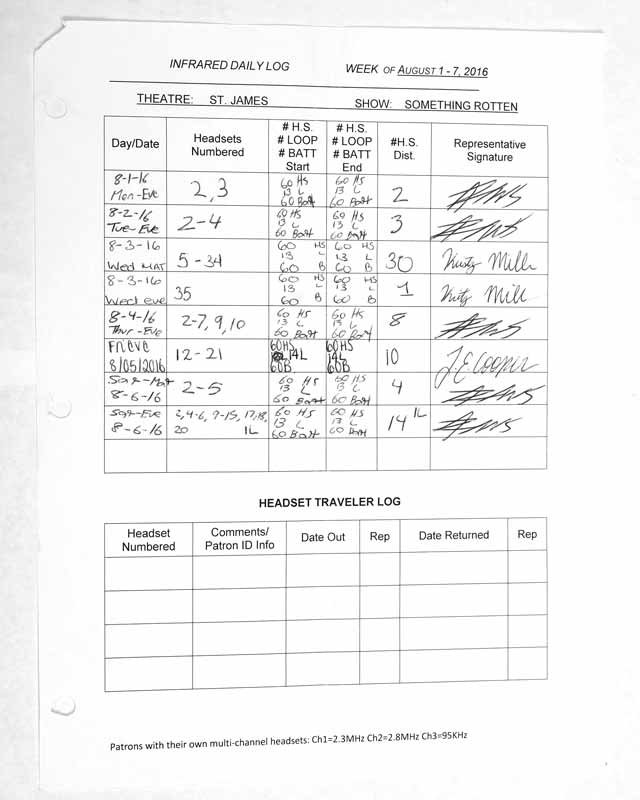 INFRARED DAILY LOG WEEK OF AUGUST 1 - 7, 2016
THEATRE: ST. JAMES SHOW: SOMETHING ROTTEN
Day/Date Headsets Numbered # H.S. # LOOP # BATT Start # H.S. # LOOP # BATT End #H.S. Dist. Representative Signature
8-1-16 Mon-Eve 2,3 60 HS 13 L 60 Batt 60 HS 13 L 60 Batt 2
8-2-16 Tue-Eve 2-4 60 HS 13 L 60 Batt 60 HS 13 L 60 Batt 3
8-3-16 Wed MAT 5-34 60 HS 13 L 60 B 60 HS 13 L 60 B 30 Miller
8-3-16 Wed eve 35 60 HS 13 L 60 B 60 HS 13 L 60 B 1 Mill
8-4-16 Thur-Eve 2-7, 9, 10 60 HS 13 L 60 Batt 60 HS 13 L 60 Batt 8
FRI EVE 8/05/2016 12-21 60HS 14L 60B 60HS 14L 60B 10 J.E. Cooper
Sat-Mat 8-6-16 2-5 60 HS 13 L 60 Batt 60 HS 13 L 60 Batt 4
Sat-Eve 8-6-16 2, 4-6, 9-15, 17, 18, 20 1L 60 HS 13 L 60 Batt 60 HS 13 L 60 Batt 14 1L
HEADSET TRAVELER LOG
Headset Numbered Comments/ Patron ID Info Date Out Rep Date Returned Rep
Patrons with their own multi-channel headsets: Ch1=2.3MHz Ch2=2.8MHz Ch3=95KHz